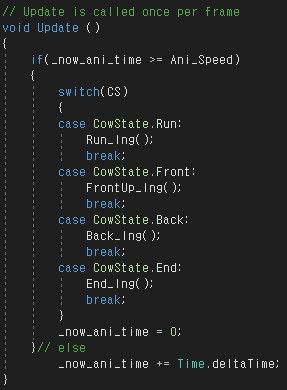 // Update is called once per frame
void Update ()
{
if(_now_ani_time >= Ani_Speed)
{
switch(CS)
{
case CowState.Run:
Run_Ing();
break;
case CowState.Front:
FrontUp_Ing();
break;
case CowState.Back:
Back_Ing();
break;
case CowState.End:
End_Ing();
break;
}
_now_ani_time = 0;
}// else
_now_ani_time += Time.deltaTime;
}